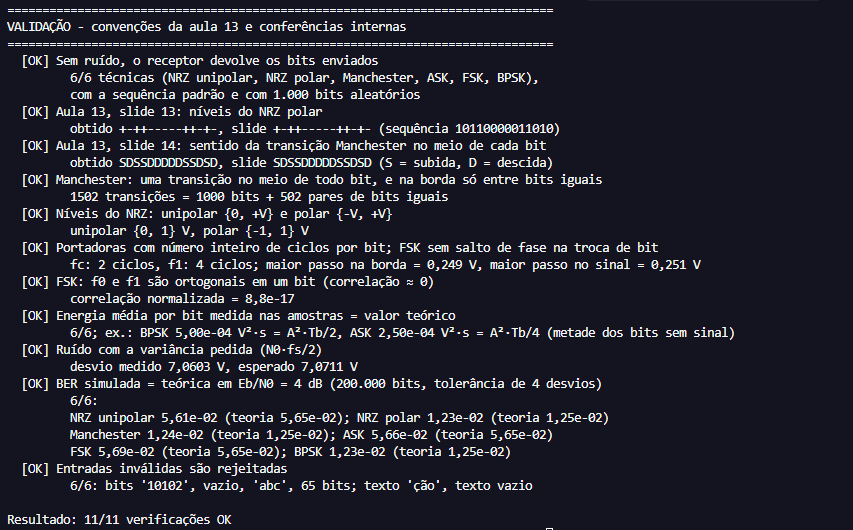 ==============================================================================
VALIDAÇÃO - convenções da aula 13 e conferências internas
==============================================================================
[OK] Sem ruído, o receptor devolve os bits enviados
6/6 técnicas (NRZ unipolar, NRZ polar, Manchester, ASK, FSK, BPSK),
com a sequência padrão e com 1.000 bits aleatórios
[OK] Aula 13, slide 13: níveis do NRZ polar
obtido +-++-----++-+-, slide +-++-----++-+- (sequência 10110000011010)
[OK] Aula 13, slide 14: sentido da transição Manchester no meio de cada bit
obtido SDSSDDDDDSSDSD, slide SDSSDDDDDSSDSD (S = subida, D = descida)
[OK] Manchester: uma transição no meio de todo bit, e na borda só entre bits iguais
1502 transições = 1000 bits + 502 pares de bits iguais
[OK] Níveis do NRZ: unipolar {0, +V} e polar {-V, +V}
unipolar {0, 1} V, polar {-1, 1} V
[OK] Portadoras com número inteiro de ciclos por bit; FSK sem salto de fase na troca de bit
fc: 2 ciclos, f1: 4 ciclos; maior passo na borda = 0,249 V, maior passo no sinal = 0,251 V
[OK] FSK: f0 e f1 são ortogonais em um bit (correlação ≈ 0)
correlação normalizada = 8,8e-17
[OK] Energia média por bit medida nas amostras = valor teórico
6/6; ex.: BPSK 5,00e-04 V²·s = A²·Tb/2, ASK 2,50e-04 V²·s = A²·Tb/4 (metade dos bits sem sinal)
[OK] Ruído com a variância pedida (N0·fs/2)
desvio medido 7,0603 V, esperado 7,0711 V
[OK] BER simulada = teórica em Eb/N0 = 4 dB (200.000 bits, tolerância de 4 desvios)
6/6:
NRZ unipolar 5,61e-02 (teoria 5,65e-02); NRZ polar 1,23e-02 (teoria 1,25e-02)
Manchester 1,24e-02 (teoria 1,25e-02); ASK 5,66e-02 (teoria 5,65e-02)
FSK 5,69e-02 (teoria 5,65e-02); BPSK 1,23e-02 (teoria 1,25e-02)
[OK] Entradas inválidas são rejeitadas
6/6: bits '10102', vazio, 'abc', 65 bits; texto 'ção', texto vazio
Resultado: 11/11 verificações OK